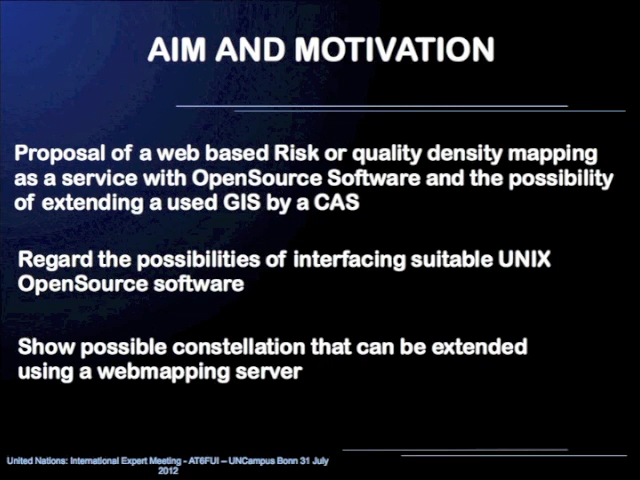 AIM AND MOTIVATION
Proposal of a web based Risk or quality density mapping
as a service with OpenSource Software and the possibility
of extending a used GIS by a CAS
Regard the possibilities of interfacing suitable UNIX
OpenSource software
Show possible constellation that can be extended
using a webmapping server
United Nations: International Expert Meeting - AT6FUI – UNCampus Bonn 31 July
2012